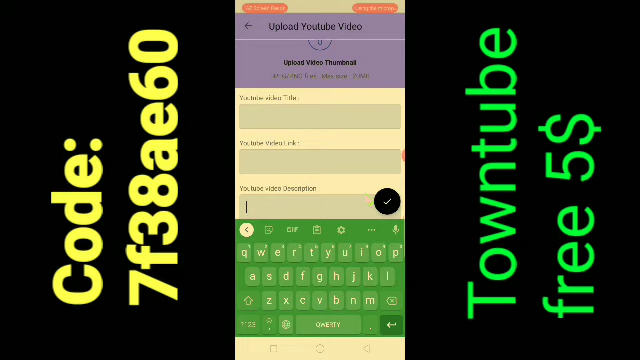 Code:
7f38ae60
Upload Youtube Video
Upload Video Thumbnail
Youtube video Title :
Youtube Video Link :
Youtube video Description
GIF
q w e r t y u i o p
a s d f g h j k l
z x c v b n m
?123 QWERTY .
Towntube
free 5$